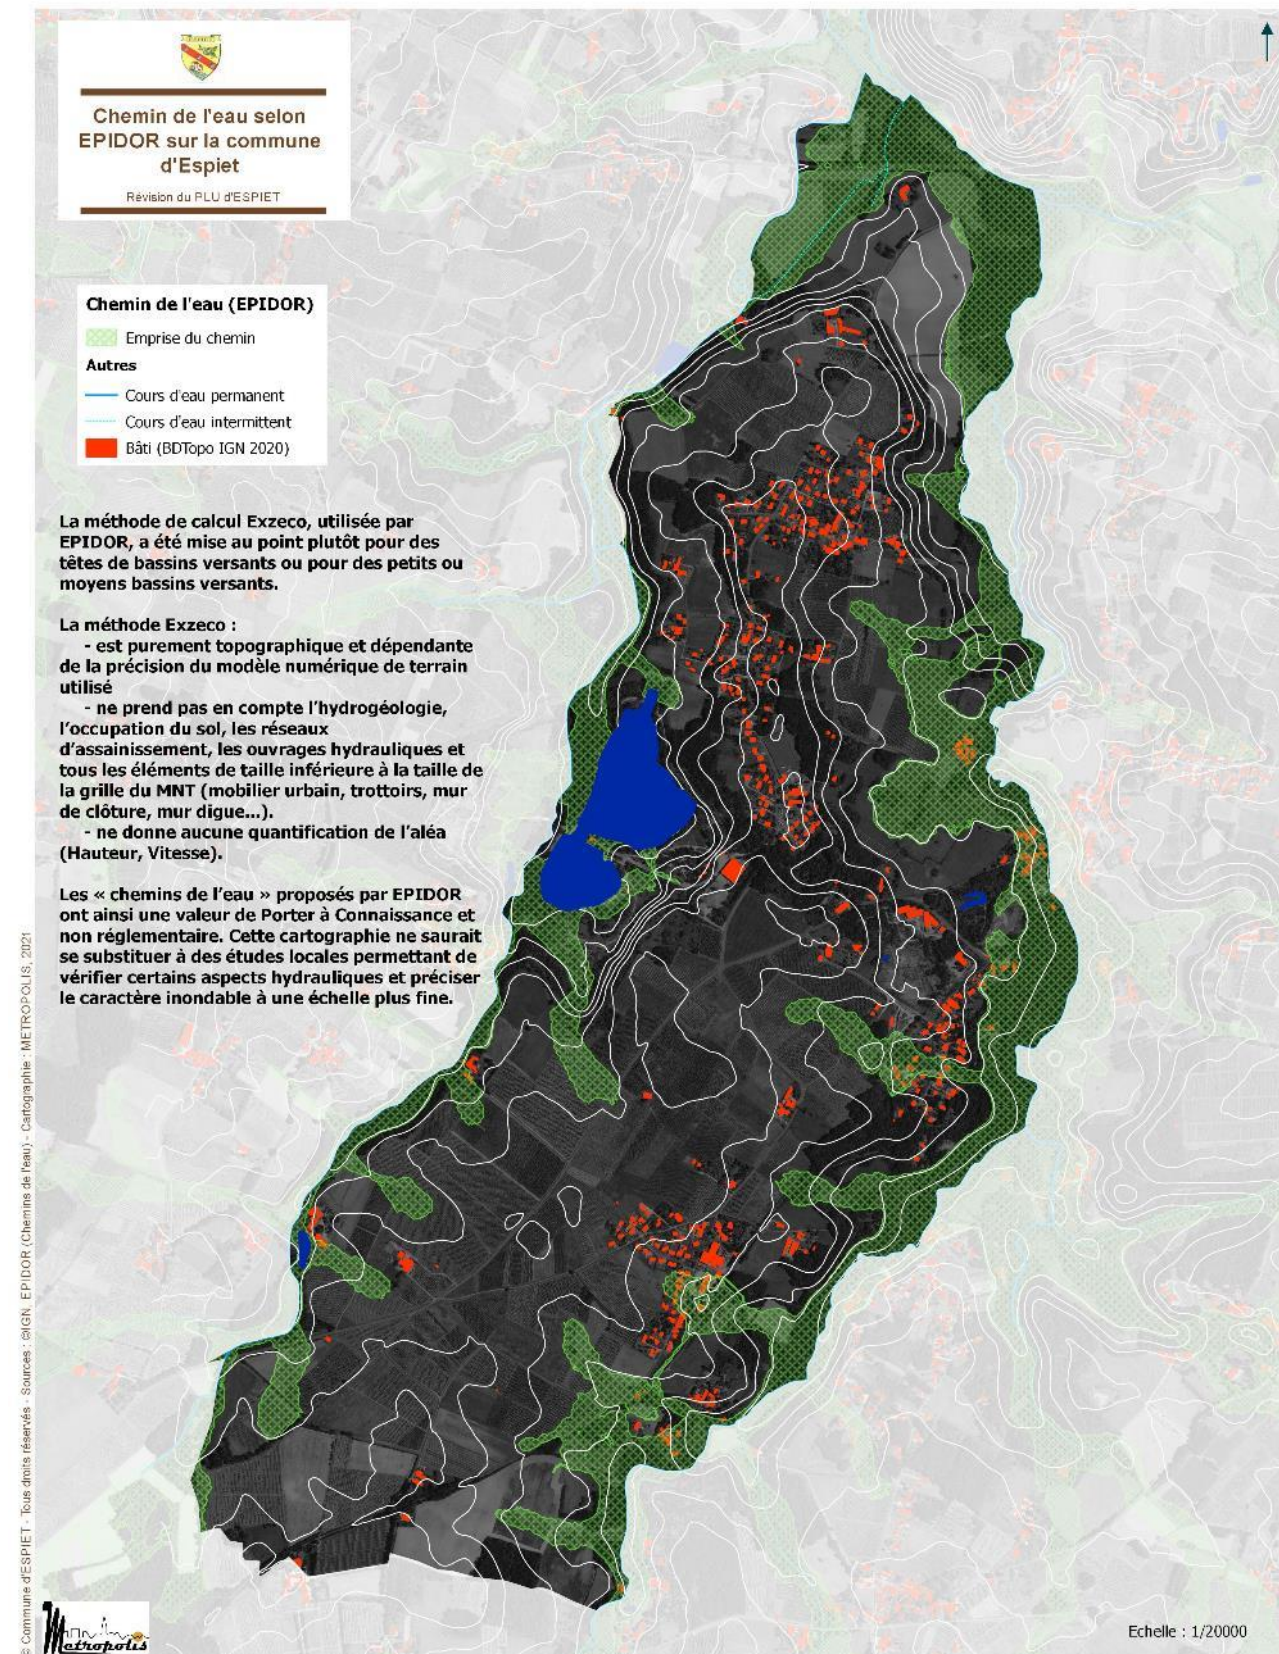 Chemin de l'eau selon
EPIDOR sur la commune
d'Espiet
Révision du PLU d'ESPIET
Chemin de l'eau (EPIDOR)
Emprise du chemin
Autres
Cours d'eau permanent
Cours d'eau intermittent
Bâti (BDTopo IGN 2020)
La méthode de calcul Exzeco, utilisée par
EPIDOR, a été mise au point plutôt pour des
têtes de bassins versants ou pour des petits ou
moyens bassins versants.
La méthode Exzeco :
- est purement topographique et dépendante
de la précision du modèle numérique de terrain
utilisé
- ne prend pas en compte l'hydrogéologie,
l'occupation du sol, les réseaux
d'assainissement, les ouvrages hydrauliques et
tous les éléments de taille inférieure à la taille de
la grille du MNT (mobilier urbain, trottoirs, mur
de clôture, mur digue...).
- ne donne aucune quantification de l'aléa
(Hauteur, Vitesse).
Les « chemins de l'eau » proposés par EPIDOR
ont ainsi une valeur de Porter à Connaissance et
non réglementaire. Cette cartographie ne saurait
se substituer à des études locales permettant de
vérifier certains aspects hydrauliques et préciser
le caractère inondable à une échelle plus fine.
© Commune d'ESPIET - Tous droits réservés - Sources : ©IGN, EPIDOR (Chemins de l'eau) - Cartographie : METROPOLIS, 2021
Metropolis
Echelle : 1/20000